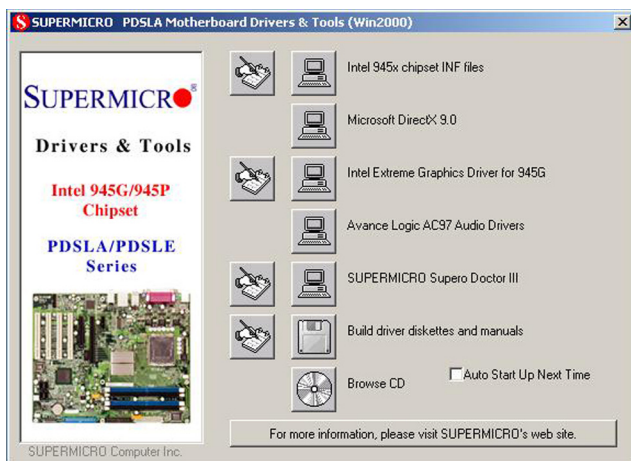 SUPERMICRO PDSLA Motherboard Drivers & Tools (Win2000)
SUPERMICR®
Drivers & Tools
Intel 945G/945P
Chipset
PDSLA/PDSLE
Series
SUPERMICRO Computer Inc.
Intel 945x chipset INF files
Microsoft DirectX 9.0
Intel Extreme Graphics Driver for 945G
Avance Logic AC97 Audio Drivers
SUPERMICRO Supero Doctor III
Build driver diskettes and manuals
Browse CD
Auto Start Up Next Time
For more information, please visit SUPERMICRO's web site.